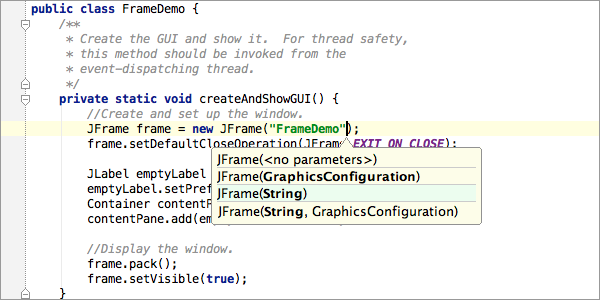 public class FrameDemo {
/**
* Create the GUI and show it.  For thread safety,
* this method should be invoked from the
* event-dispatching thread.
*/
private static void createAndShowGUI() {
//Create and set up the window.
JFrame frame = new JFrame("FrameDemo");
frame.setDefaultCloseOperation(JFrame.EXIT_ON_CLOSE);
JFrame(<no parameters>)
JLabel emptyLabel
JFrame(GraphicsConfiguration)
emptyLabel.setPref
JFrame(String)
Container contentP
JFrame(String, GraphicsConfiguration)
contentPane.add(em
//Display the window.
frame.pack();
frame.setVisible(true);
}